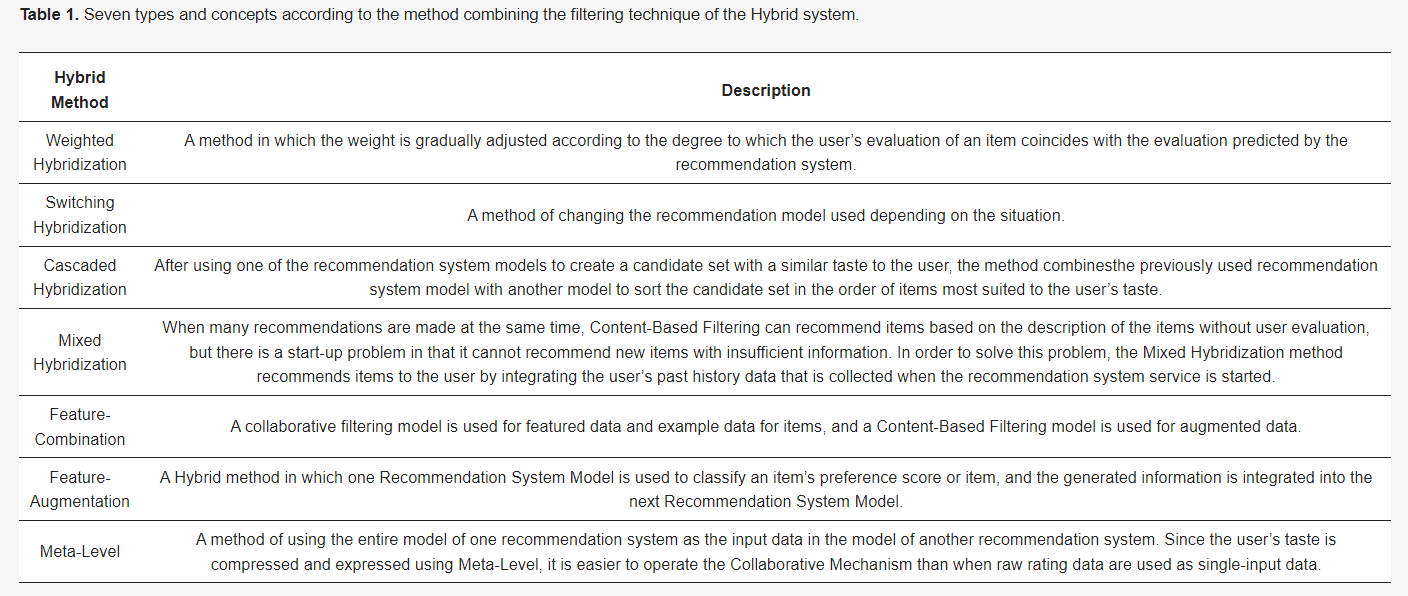 Table 1. Seven types and concepts according to the method combining the filtering technique of the Hybrid system.
Hybrid
Method
Description
Weighted
Hybridization
A method in which the weight is gradually adjusted according to the degree to which the user’s evaluation of an item coincides with the evaluation predicted by the
recommendation system.
Switching
Hybridization
A method of changing the recommendation model used depending on the situation.
Cascaded
Hybridization
After using one of the recommendation system models to create a candidate set with a similar taste to the user, the method combinesthe previously used recommendation
system model with another model to sort the candidate set in the order of items most suited to the user’s taste.
Mixed
Hybridization
When many recommendations are made at the same time, Content-Based Filtering can recommend items based on the description of the items without user evaluation,
but there is a start-up problem in that it cannot recommend new items with insufficient information. In order to solve this problem, the Mixed Hybridization method
recommends items to the user by integrating the user’s past history data that is collected when the recommendation system service is started.
Feature-
Combination
A collaborative filtering model is used for featured data and example data for items, and a Content-Based Filtering model is used for augmented data.
Feature-
Augmentation
A Hybrid method in which one Recommendation System Model is used to classify an item’s preference score or item, and the generated information is integrated into the
next Recommendation System Model.
Meta-Level
A method of using the entire model of one recommendation system as the input data in the model of another recommendation system. Since the user’s taste is
compressed and expressed using Meta-Level, it is easier to operate the Collaborative Mechanism than when raw rating data are used as single-input data.